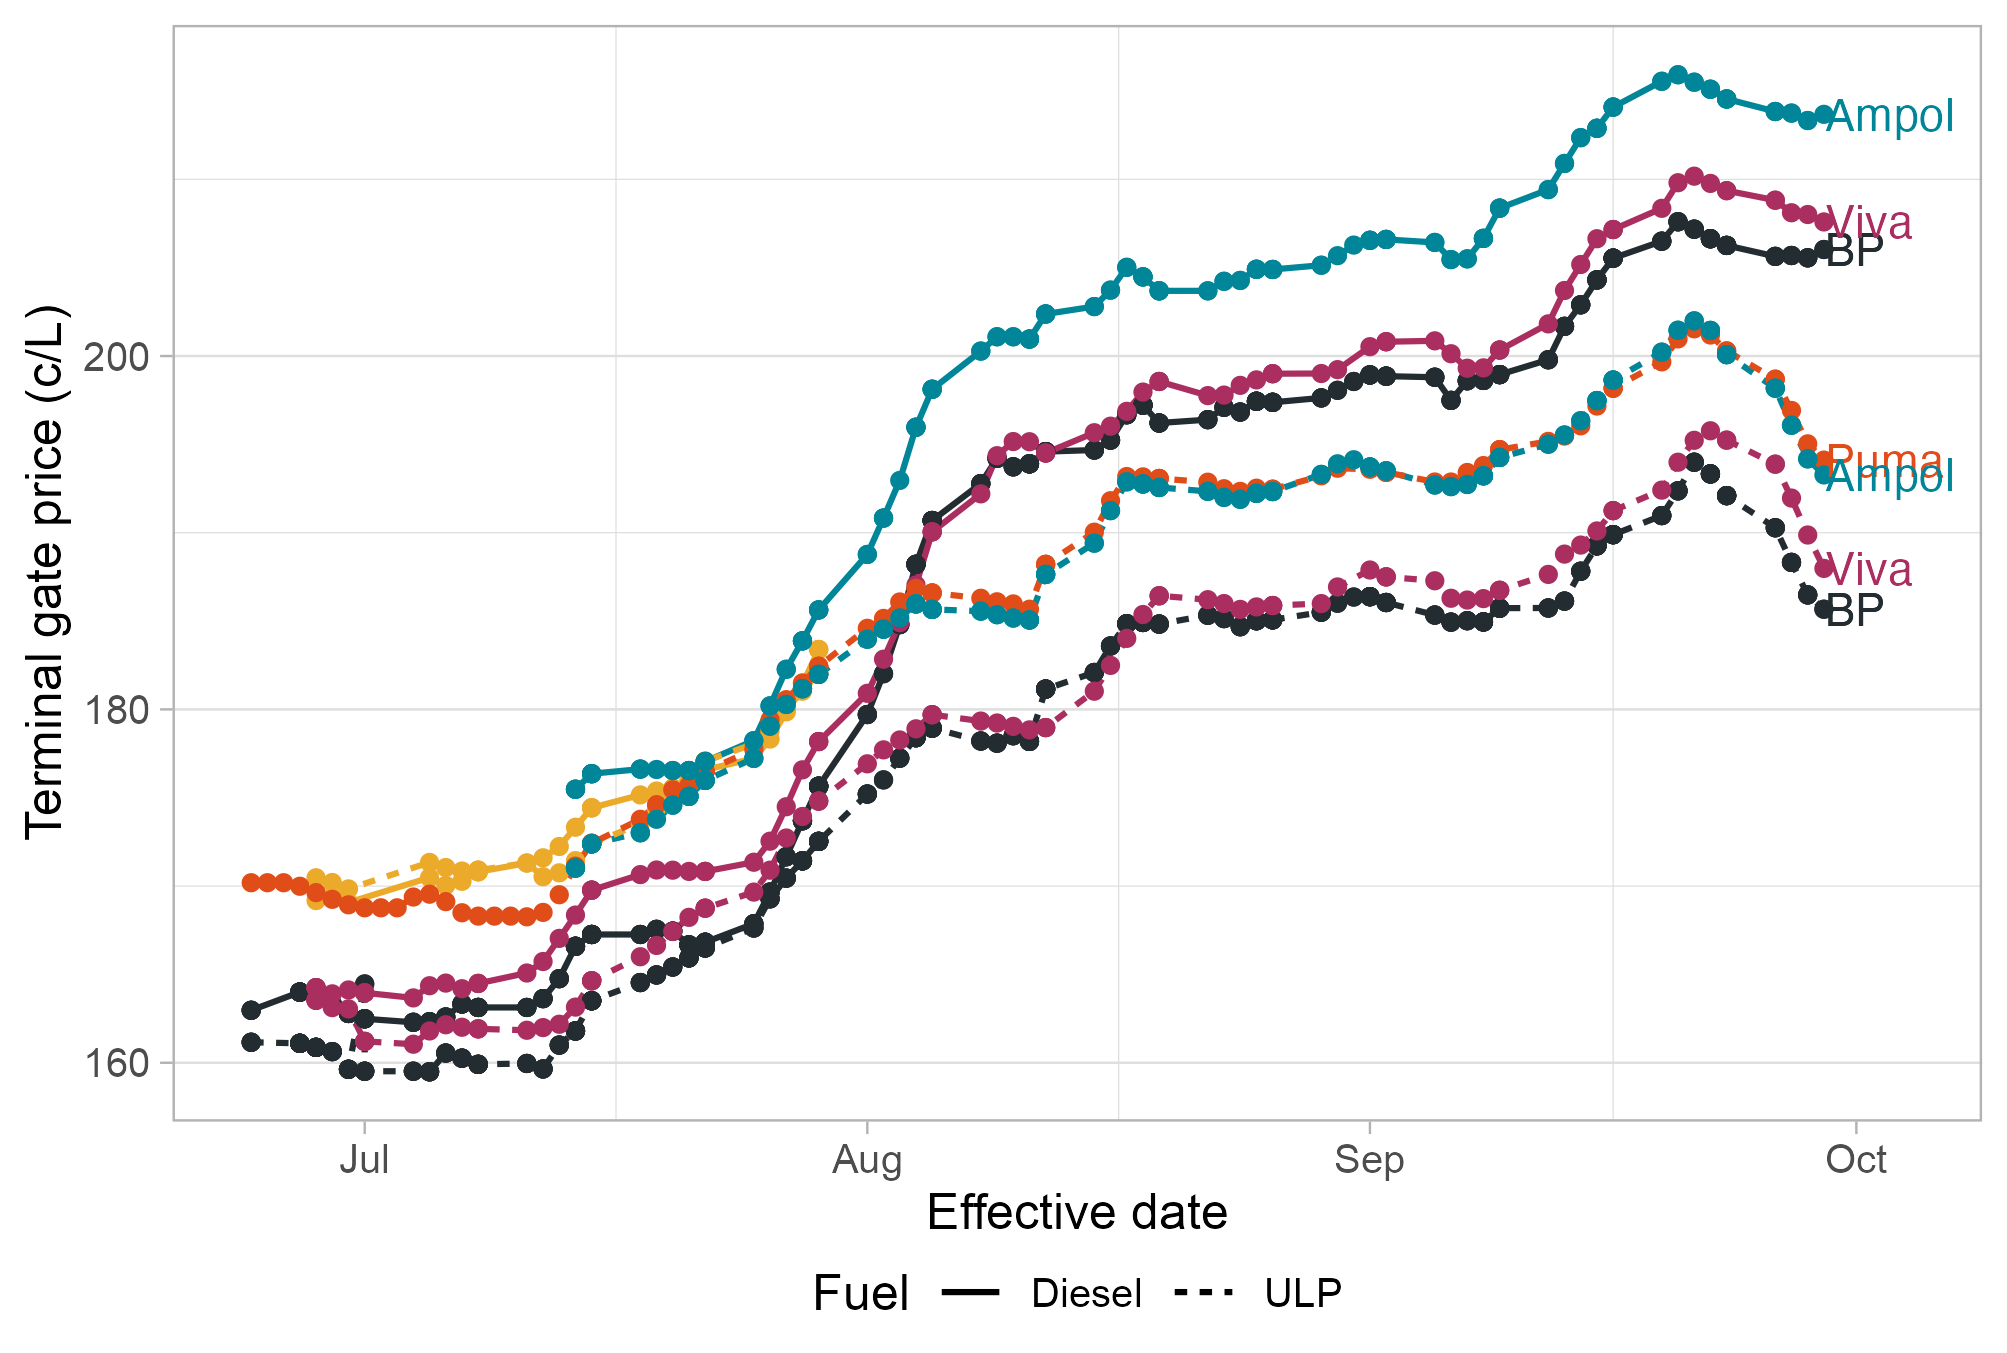 Terminal gate price (c/L)
200
180
160
Ampol
Viva
BP
Puma
Ampol
Viva
BP
Jul
Aug
Sep
Oct
Effective date
Fuel Diesel ULP